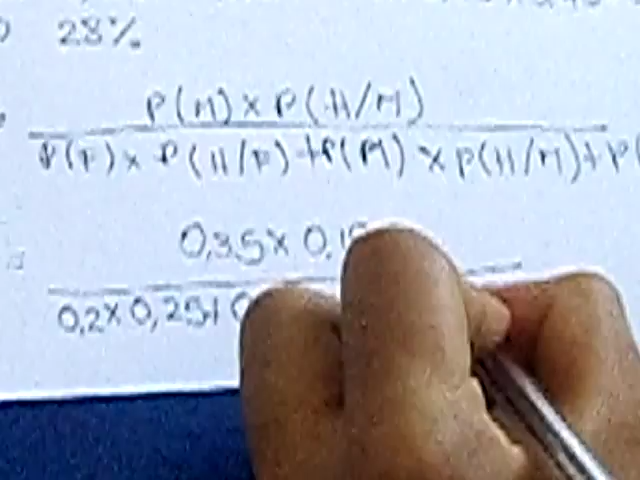 28%
P(M) x P(H/M)
P(F) x P(H/F) + P(M) x P(H/M) + P(
0,35 x 0,1
0,2 x 0,25 +